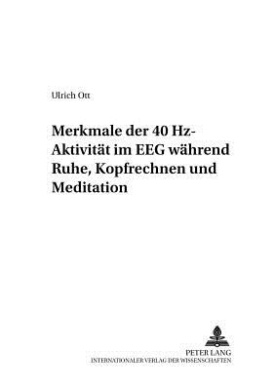 Ulrich Ott
Merkmale der 40 Hz-
Aktivität im EEG während
Ruhe, Kopfrechnen und
Meditation
PETER LANG
INTERNATIONALER VERLAG DER WISSENSCHAFTEN